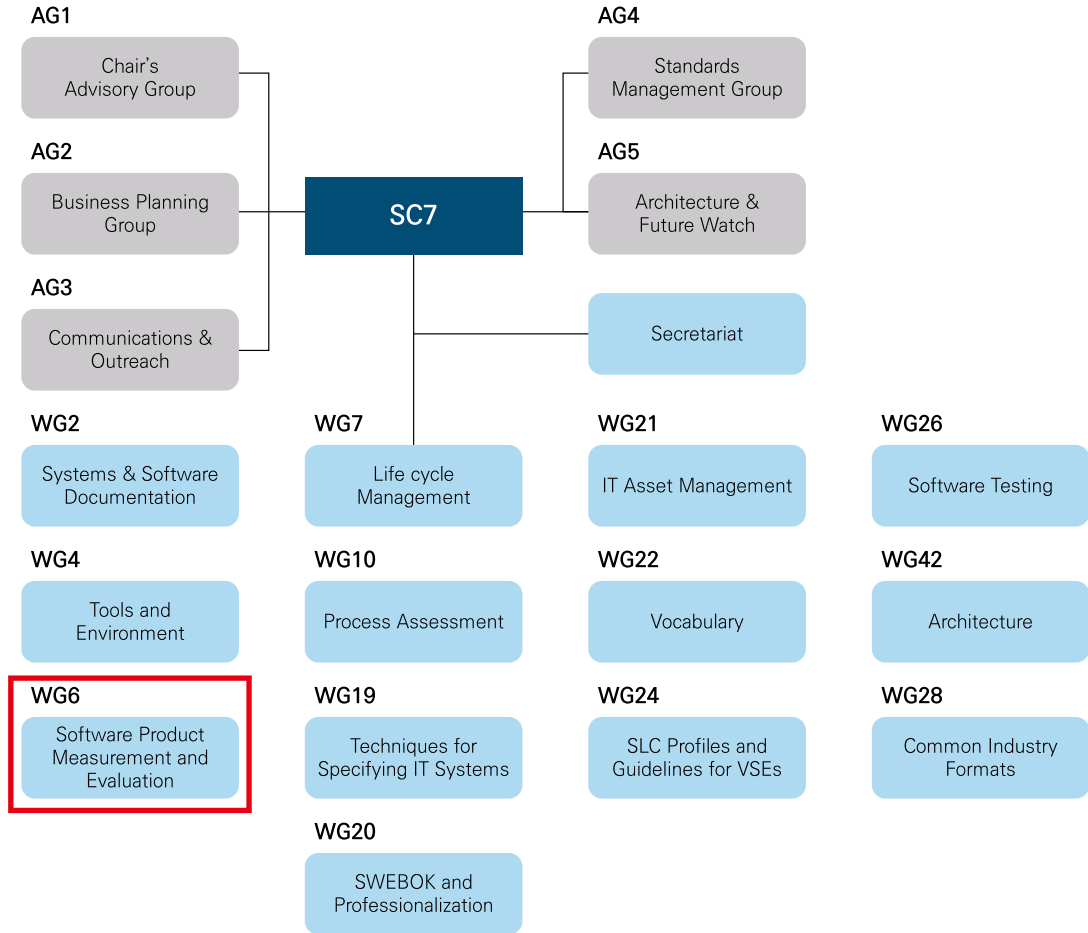 AG1
Chair's
Advisory Group
AG4
Standards
Management Group
AG2
Business Planning
Group
SC7
AG5
Architecture &
Future Watch
AG3
Communications &
Outreach
Secretariat
WG2
Systems & Software
Documentation
WG7
Life cycle
Management
WG21
IT Asset Management
WG26
Software Testing
WG4
Tools and
Environment
WG10
Process Assessment
WG22
Vocabulary
WG42
Architecture
WG6
Software Product
Measurement and
Evaluation
WG19
Techniques for
Specifying IT Systems
WG24
SLC Profiles and
Guidelines for VSEs
WG28
Common Industry
Formats
WG20
SWEBOK and
Professionalization